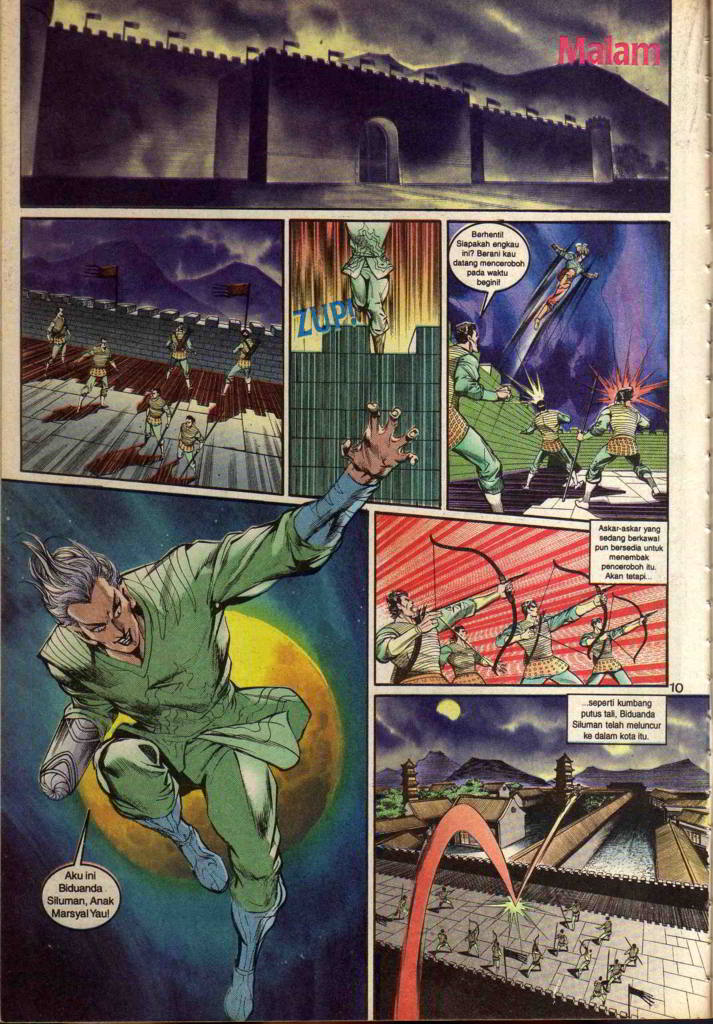 Malam
ZUP!
Berhenti!
Siapakah engkau
ini? Berani kau
datang menceroboh
pada waktu
begini!
Aku ini
Biduanda
Siluman, Anak
Marsyal Yau!
Askar-askar yang
sedang berkawal
pun bersedia untuk
menembak
penceroboh itu.
Akan tetapi...
10
...seperti kumbang
putus tali, Biduanda
Siluman telah meluncur
ke dalam kota itu.